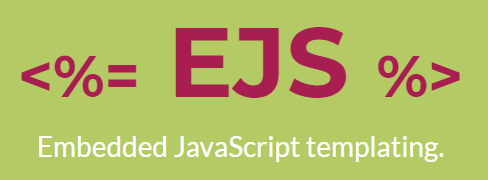 <%= EJS %>
Embedded JavaScript templating.